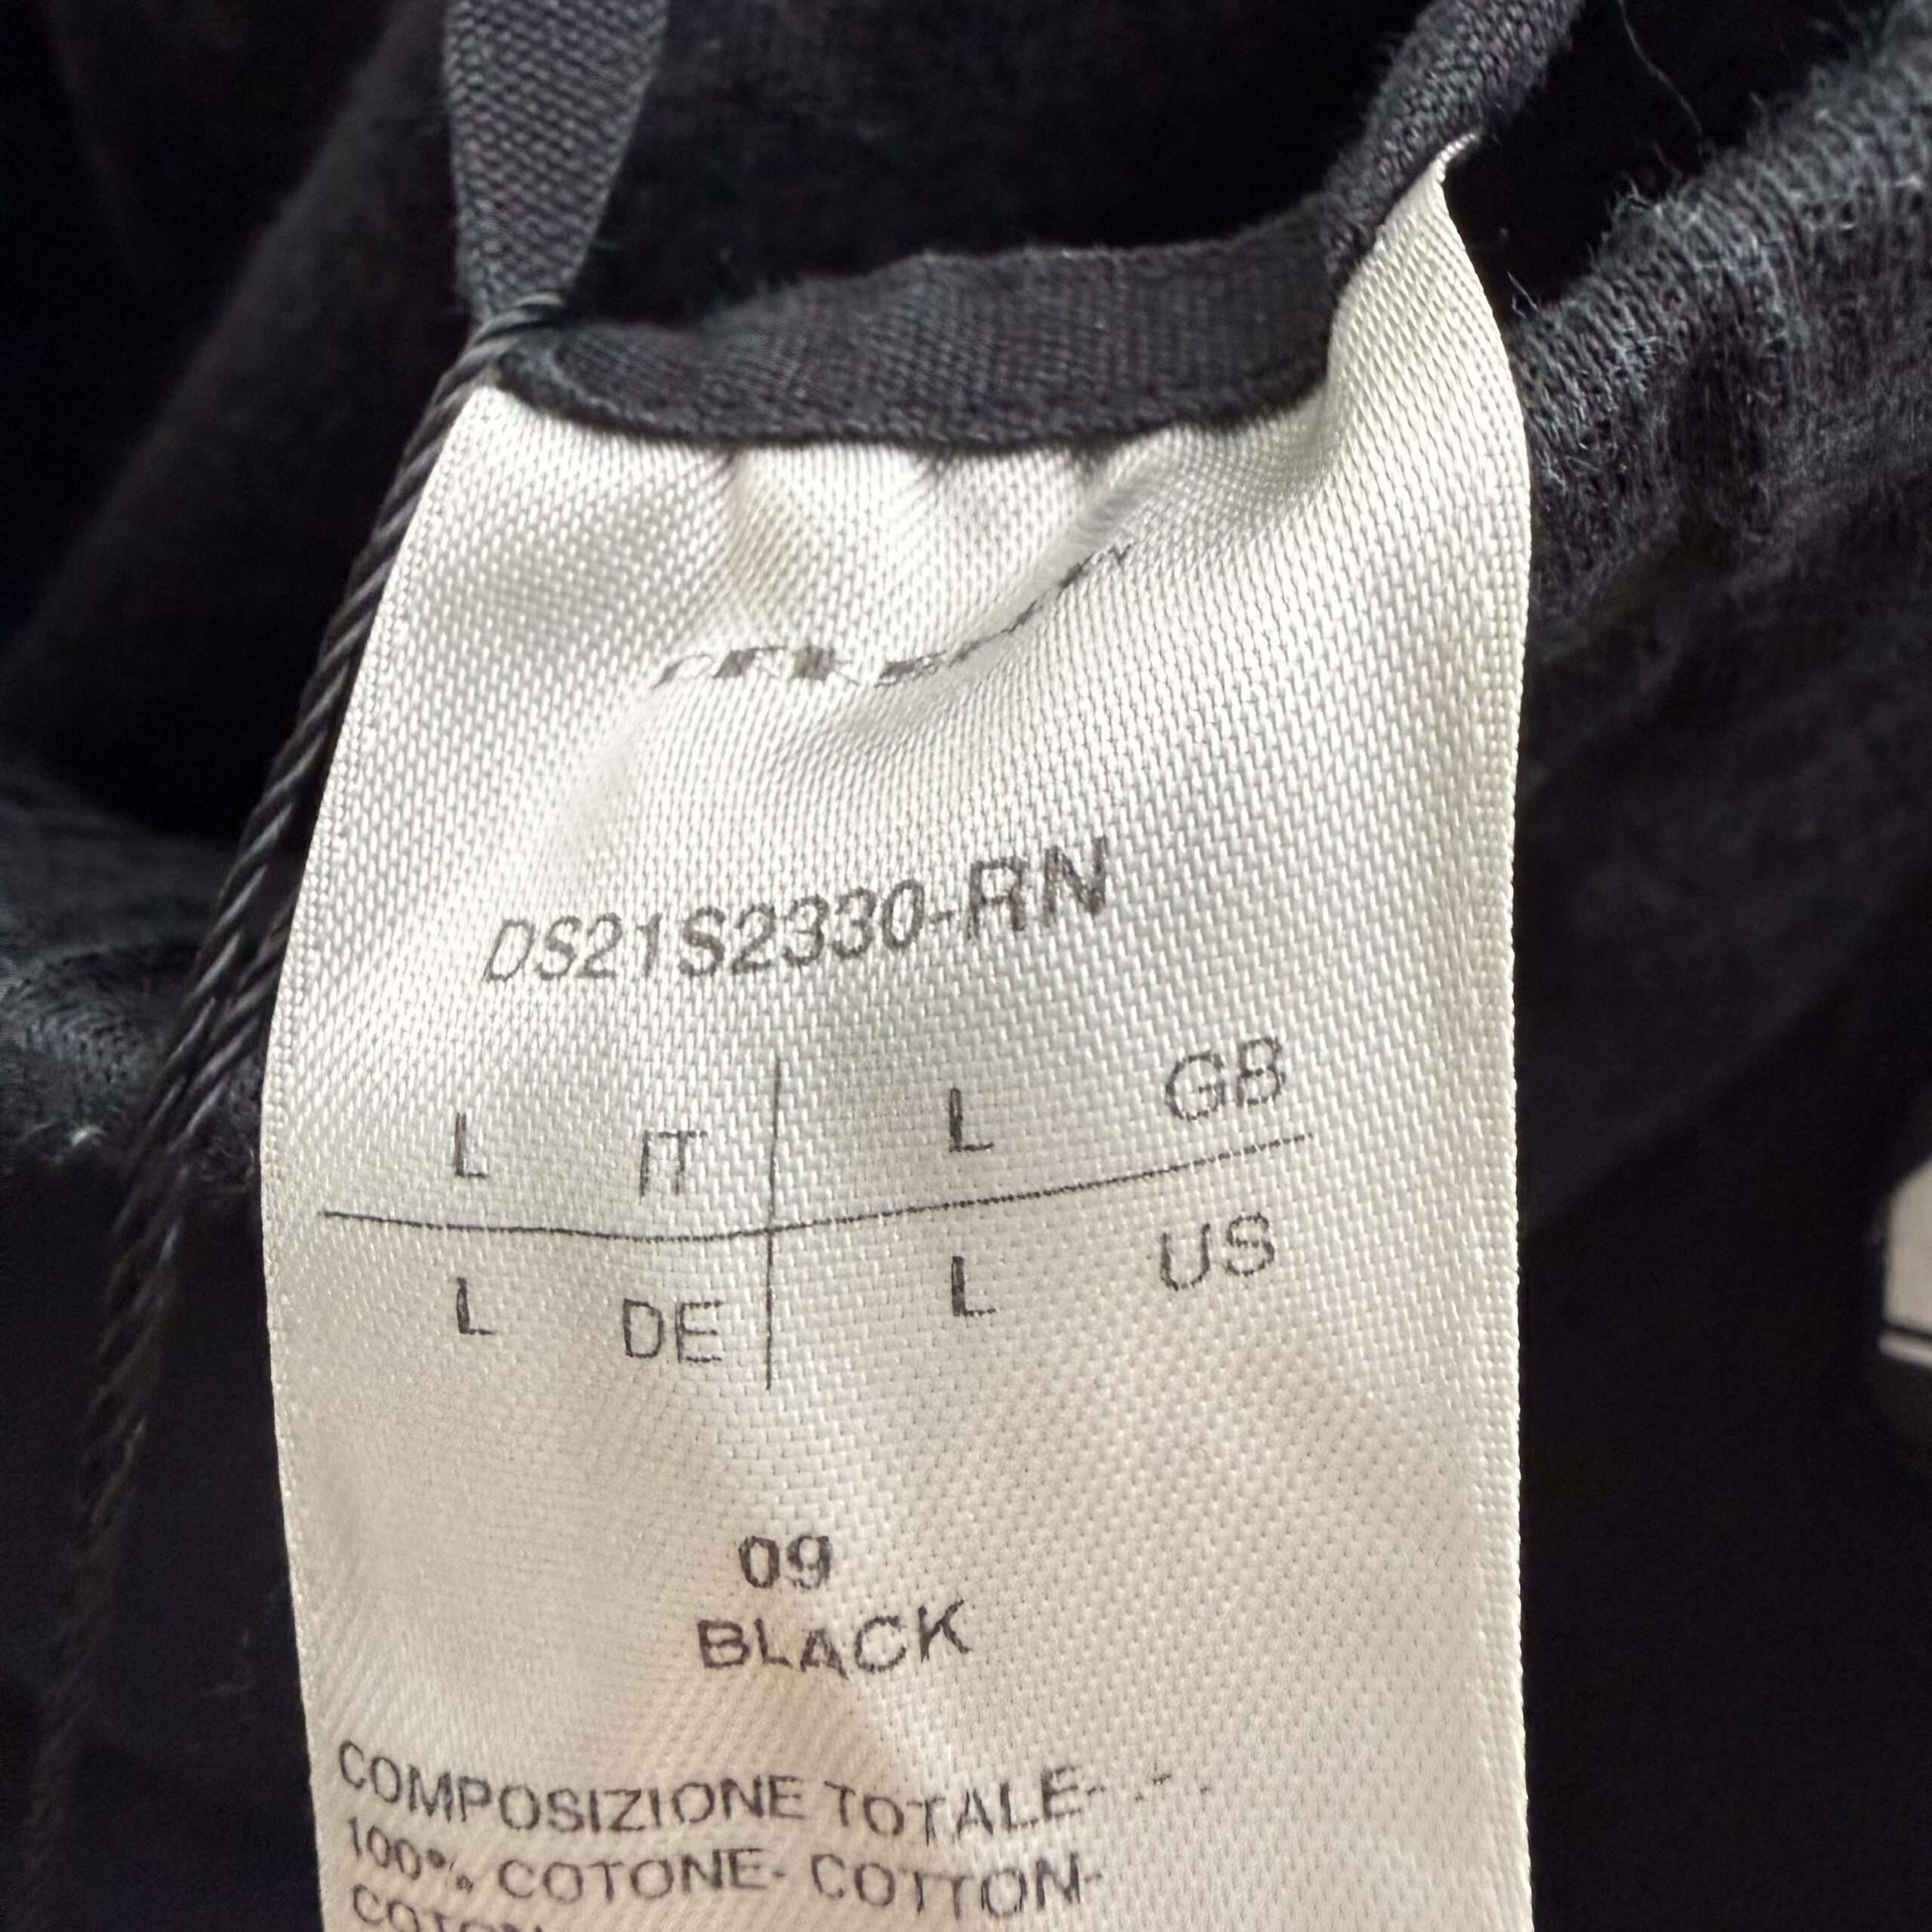 DS21S2330-RN
L IT L GB
L DE L US
09
BLACK
COMPOSIZIONE TOTALE-
100% COTONE- COTTON-